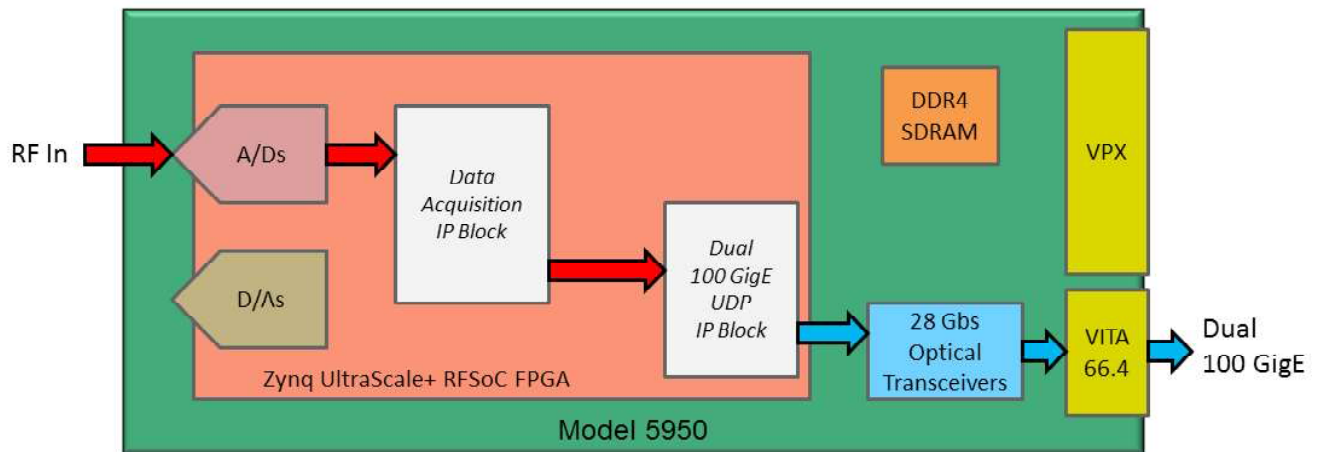 RF In
A/Ds
Data
Acquisition
IP Block
D/As
Dual
100 GigE
UDP
IP Block
Zynq UltraScale+ RFSoC FPGA
DDR4
SDRAM
VPX
28 Gbs
Optical
Transceivers
VITA
66.4
Dual
100 GigE
Model 5950